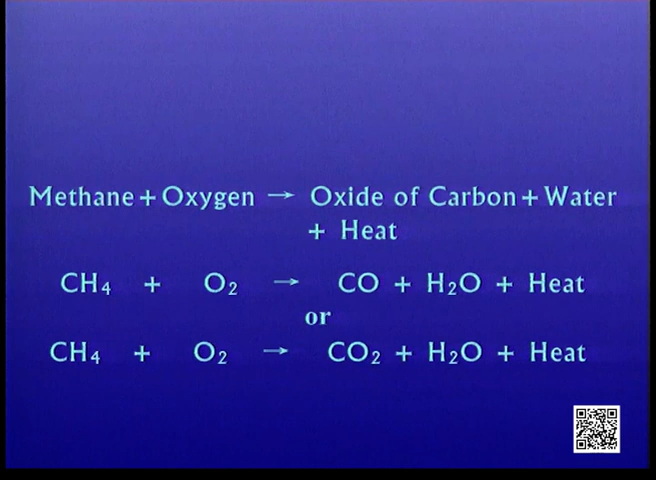 Methane + Oxygen → Oxide of Carbon + Water
+ Heat
CH₄ + O₂ → CO + H₂O + Heat
or
CH₄ + O₂ → CO₂ + H₂O + Heat